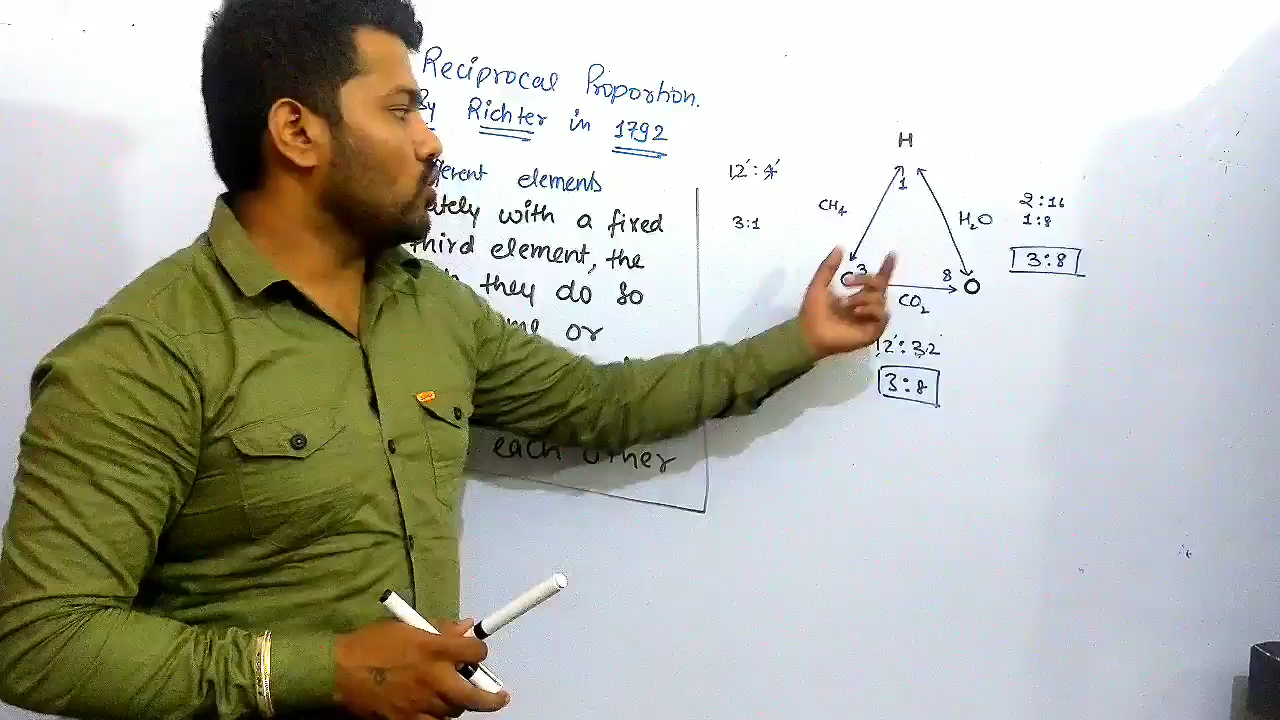 Reciprocal Proportion.
By Richter in 1792
elements
with a fixed
third element, the
they do so
or
each other
12 : 4
3:1
H
1
CH4
H2O
2:16
1:8
3:8
C 3
8 O
CO2
12 : 32
3:8